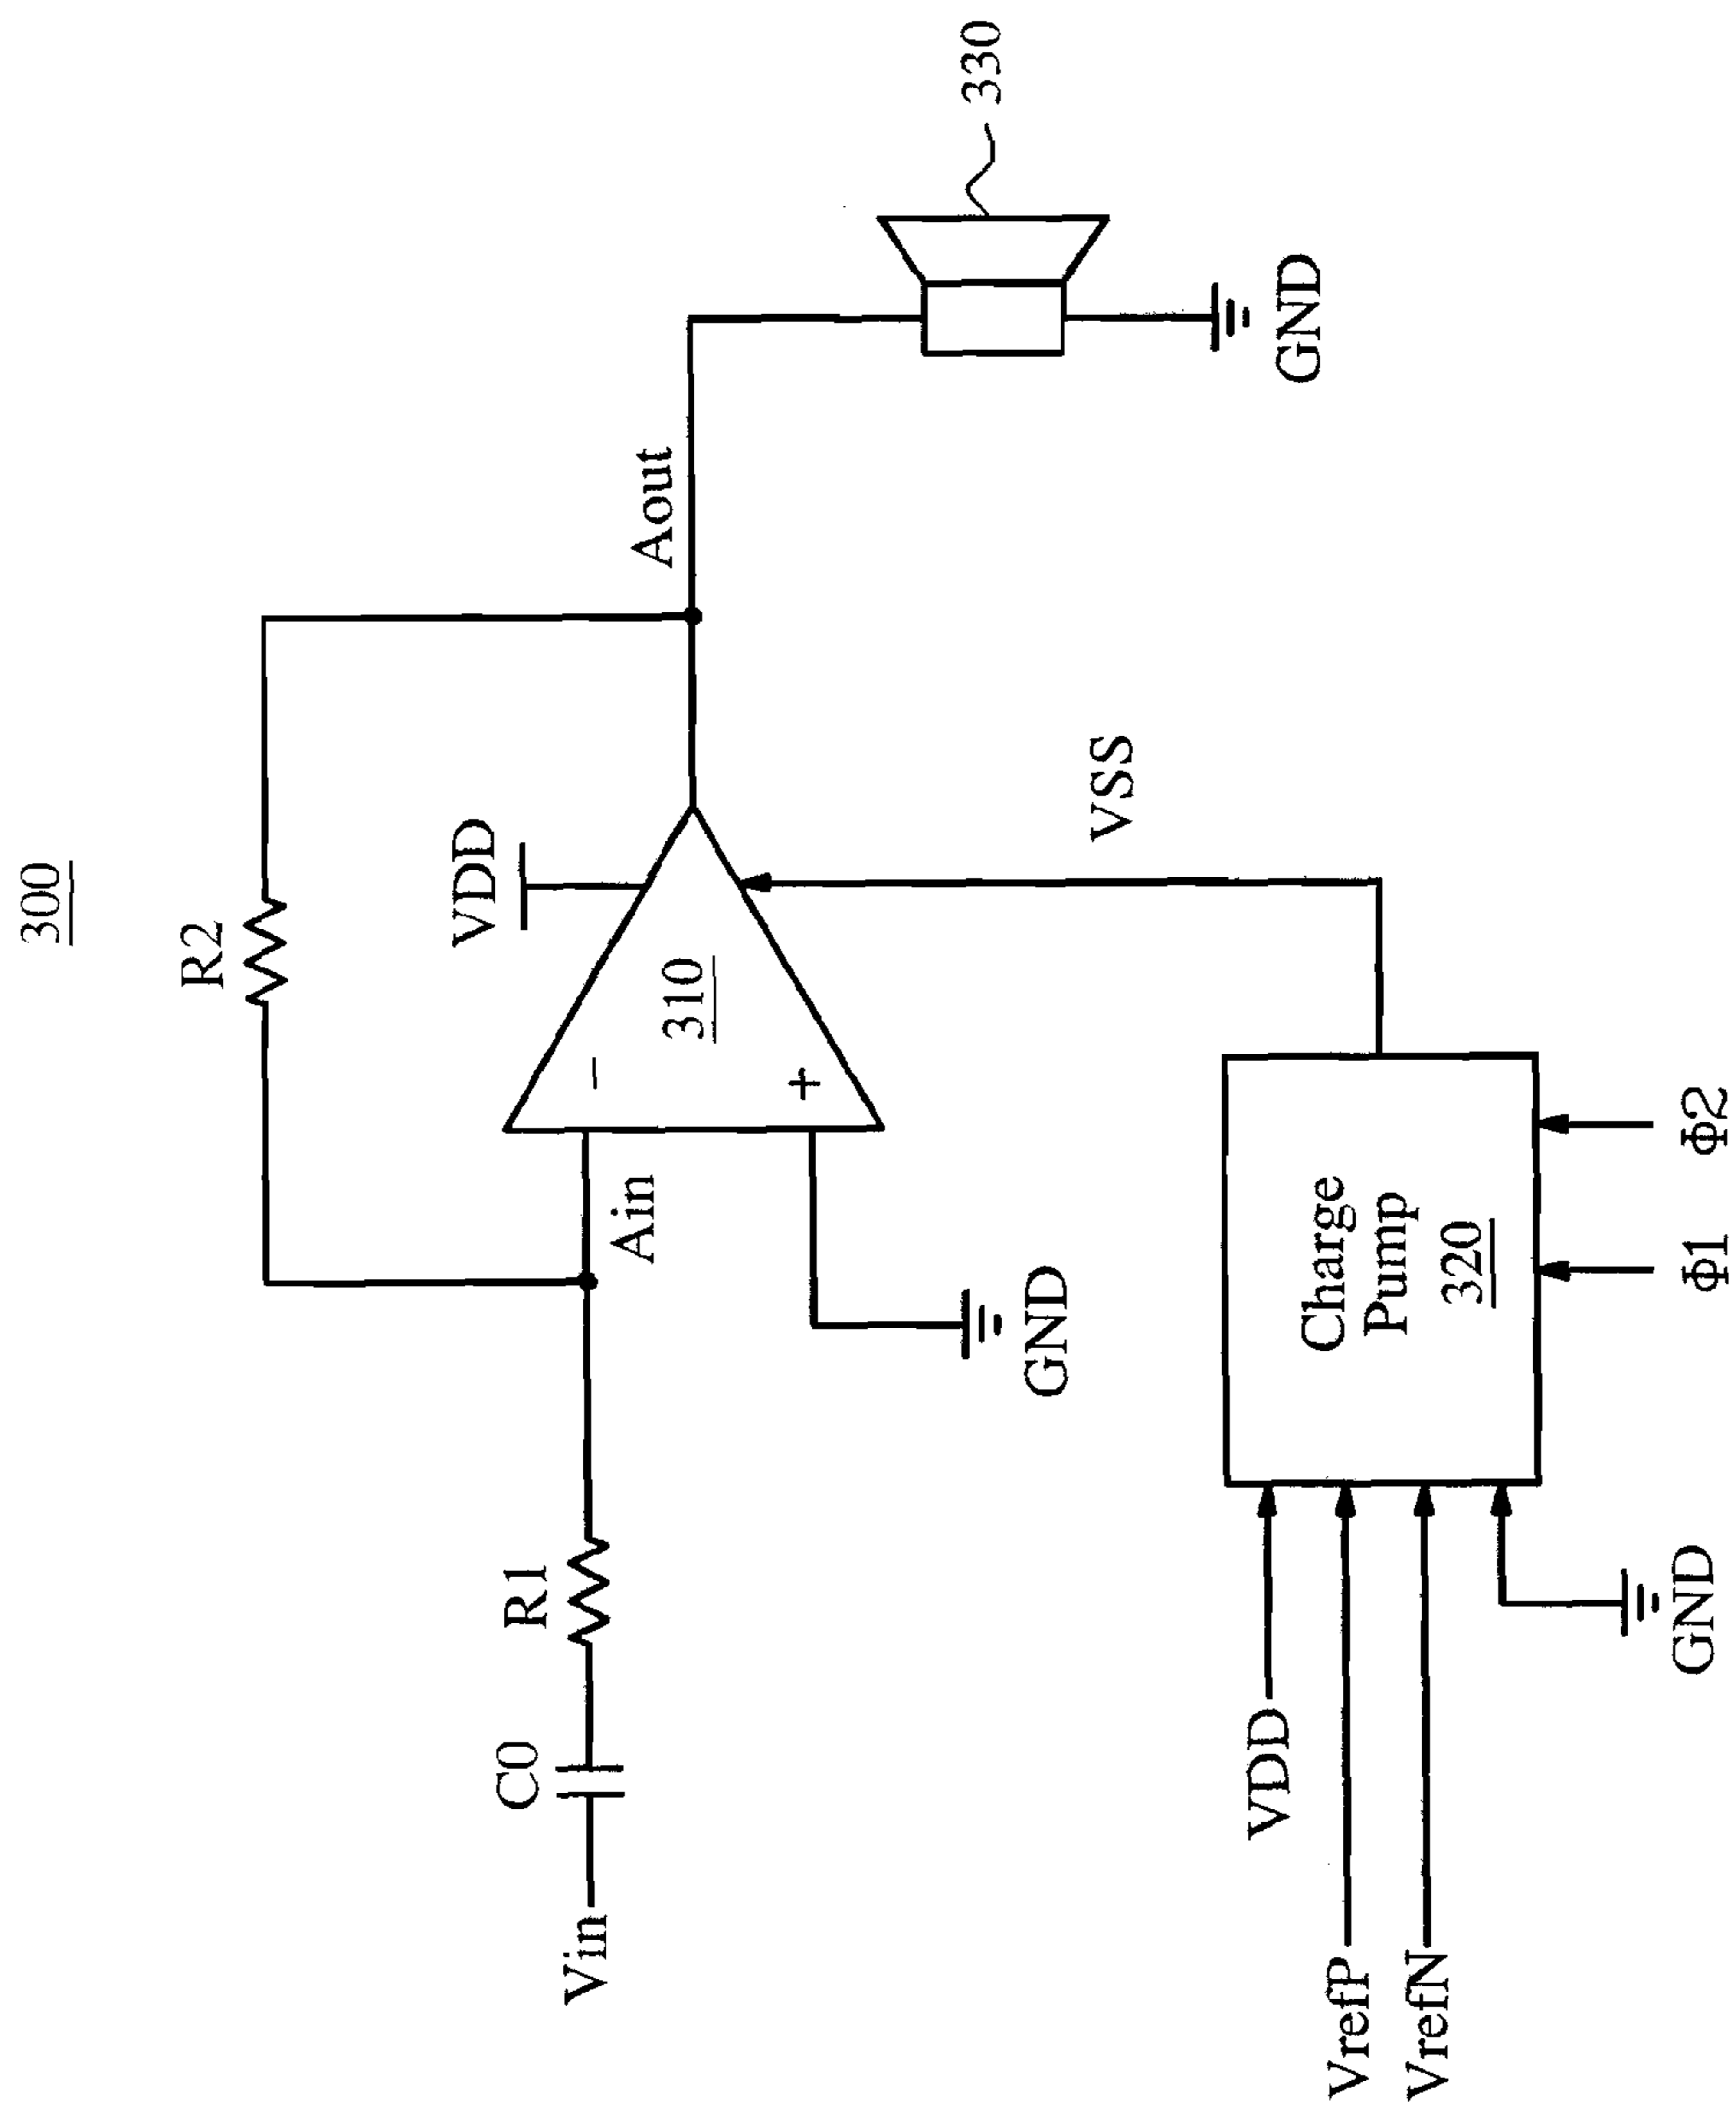 300
R2
VDD
C0
R1
Vin
Ain
-
310
+
Aout
GND
VSS
330
GND
VDD
VrefP
VrefN
GND
Charge
Pump
320
Φ1
Φ2